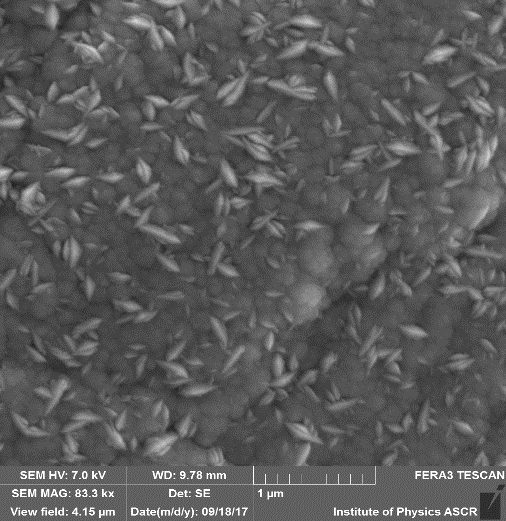 SEM HV: 7.0 kV WD: 9.78 mm FERA3 TESCAN
SEM MAG: 83.3 kx Det: SE 1 µm
View field: 4.15 µm Date(m/d/y): 09/18/17 Institute of Physics ASCR